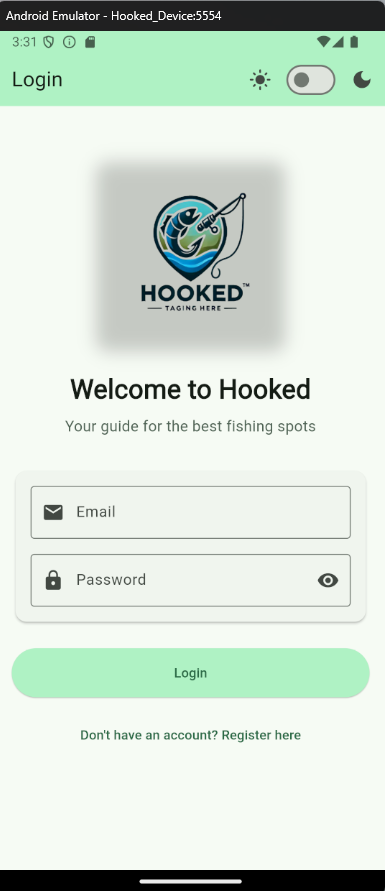 Android Emulator - Hooked_Device:5554
3:31
Login
HOOKED™
TAGING HERE
Welcome to Hooked
Your guide for the best fishing spots
Email
Password
Login
Don't have an account? Register here